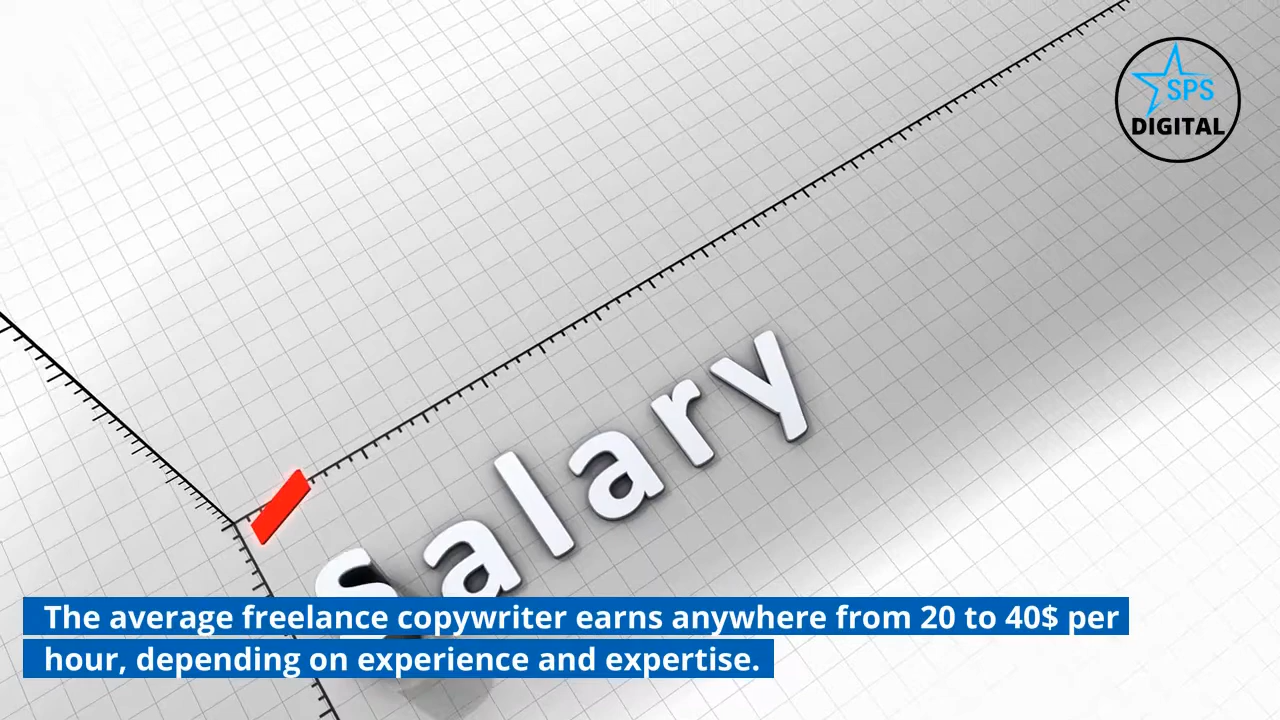 SPS
DIGITAL
Salary
The average freelance copywriter earns anywhere from 20 to 40$ per
hour, depending on experience and expertise.